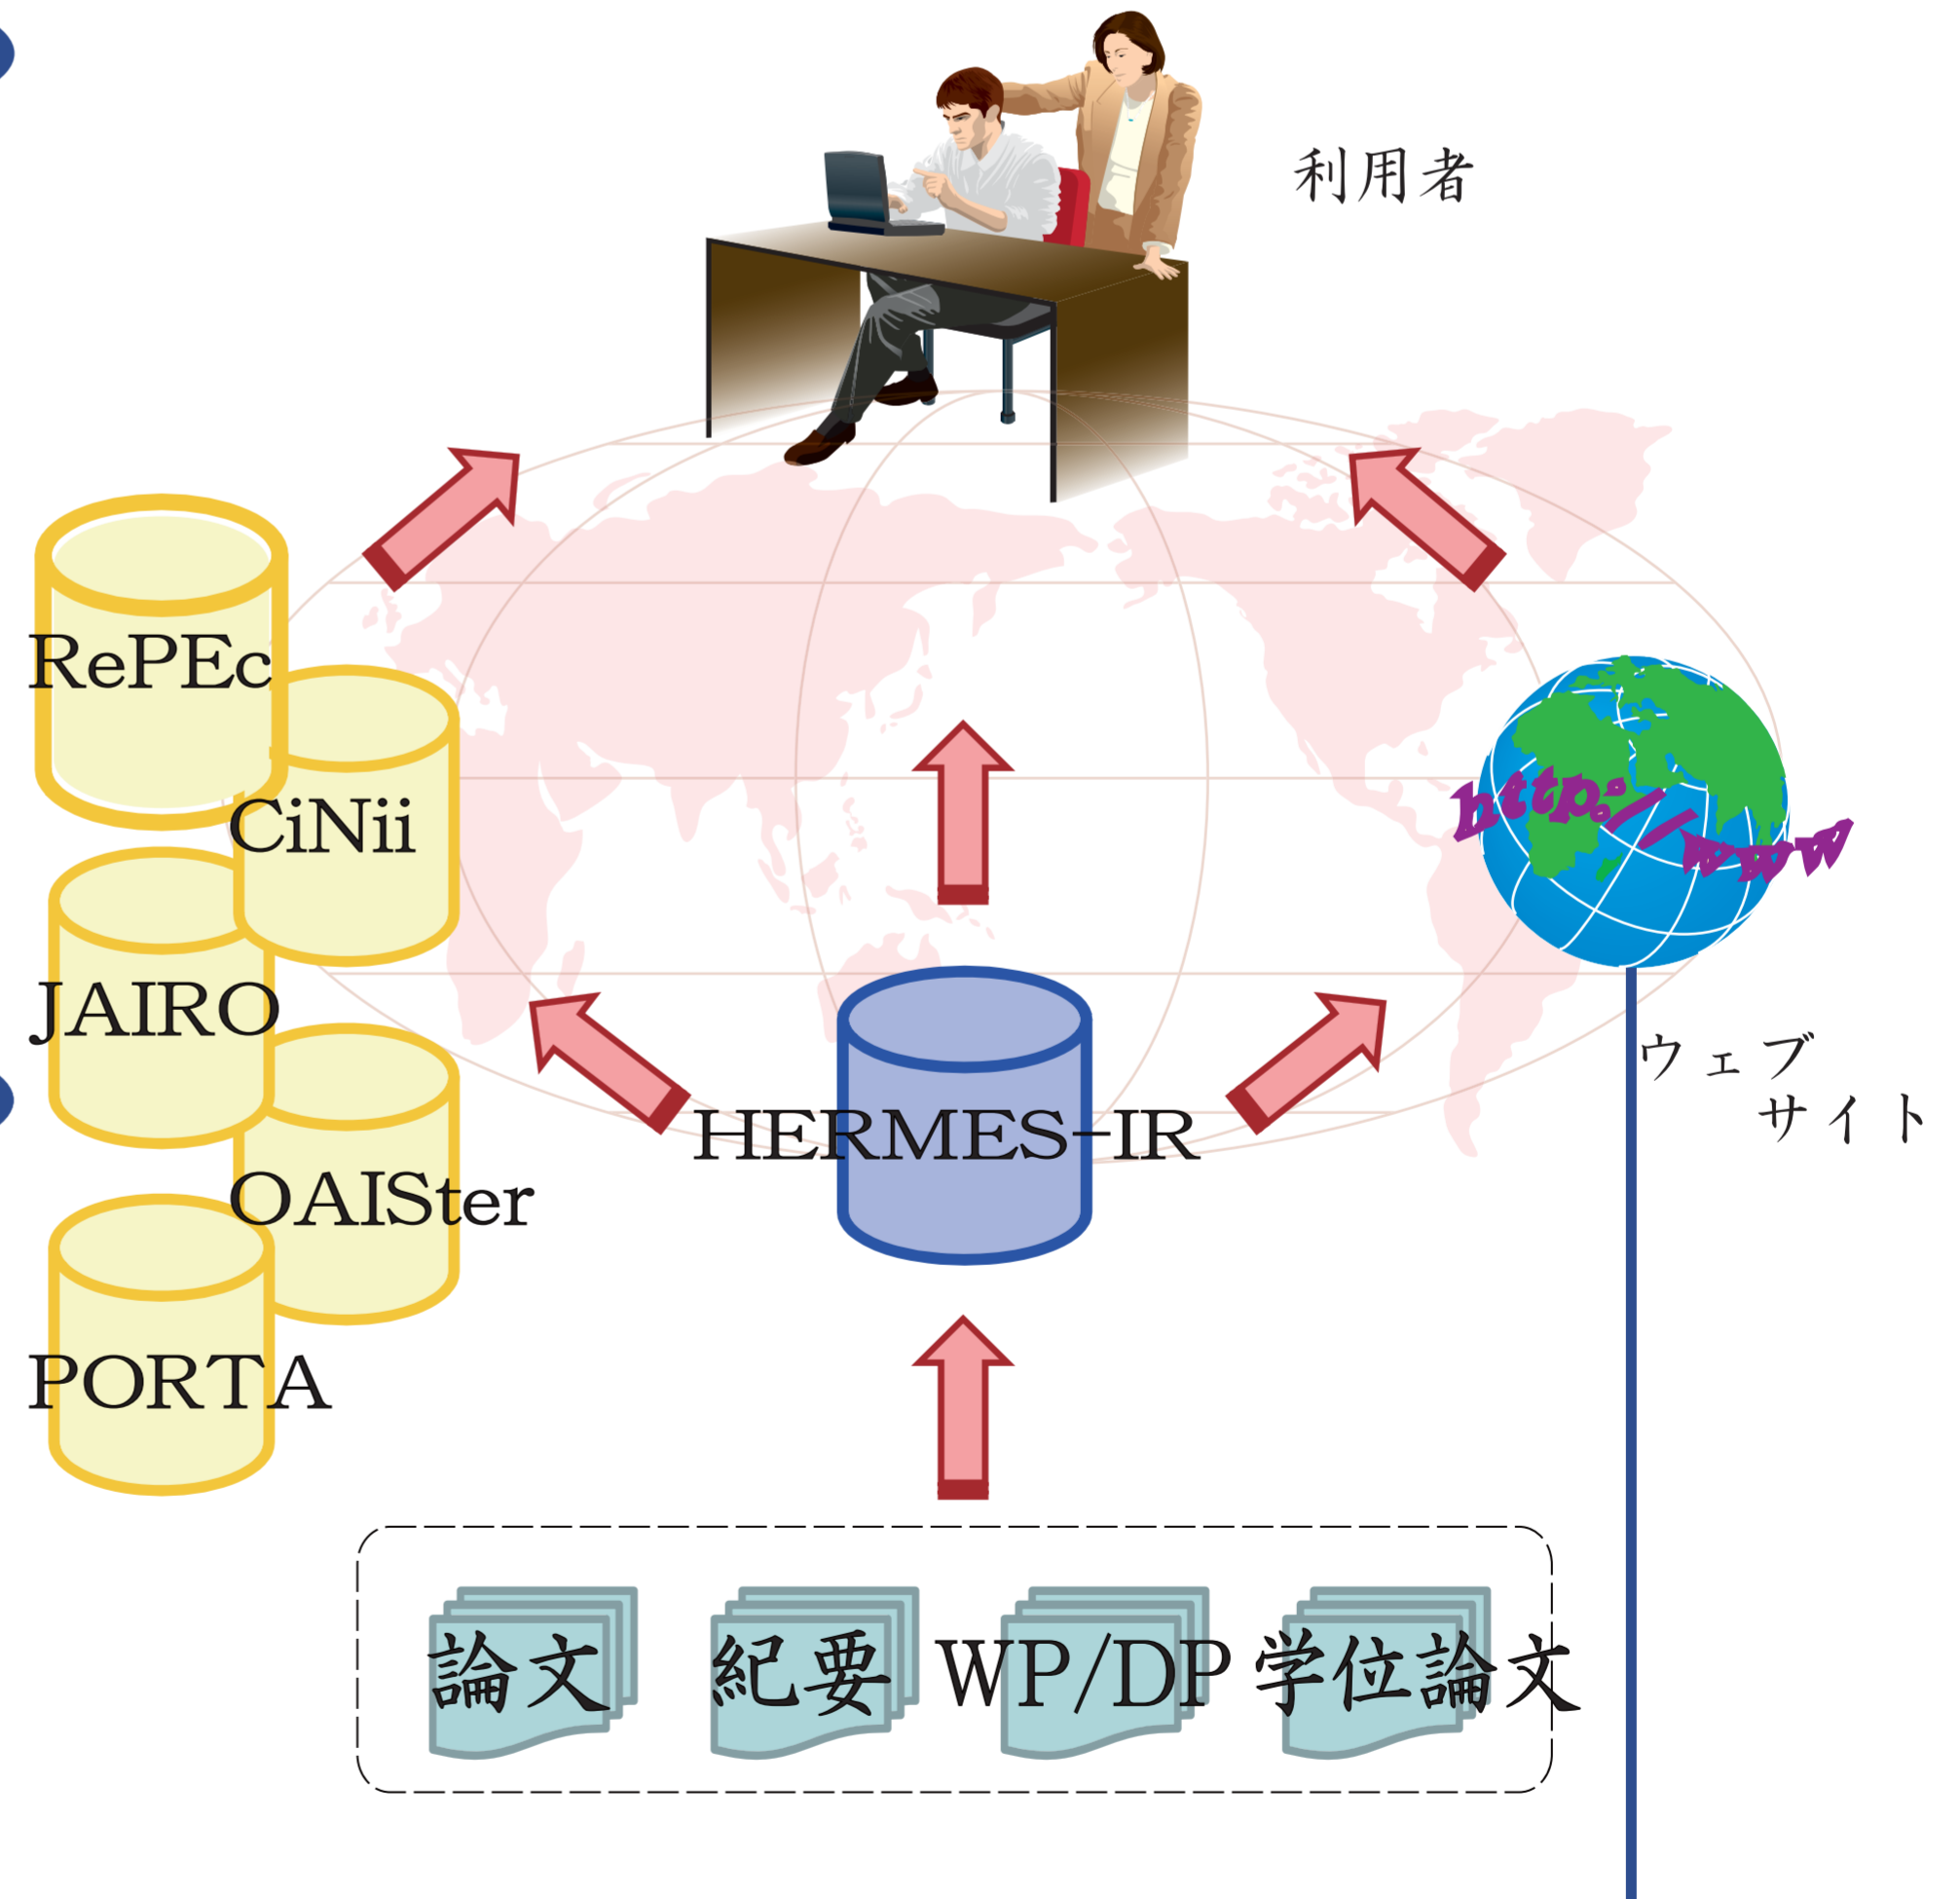 利用者
RePEc
CiNii
JAIRO
OAISter
PORTA
http://www
ウェブ
サイト
HERMES-IR
論文
紀要
WP/DP
学位論文